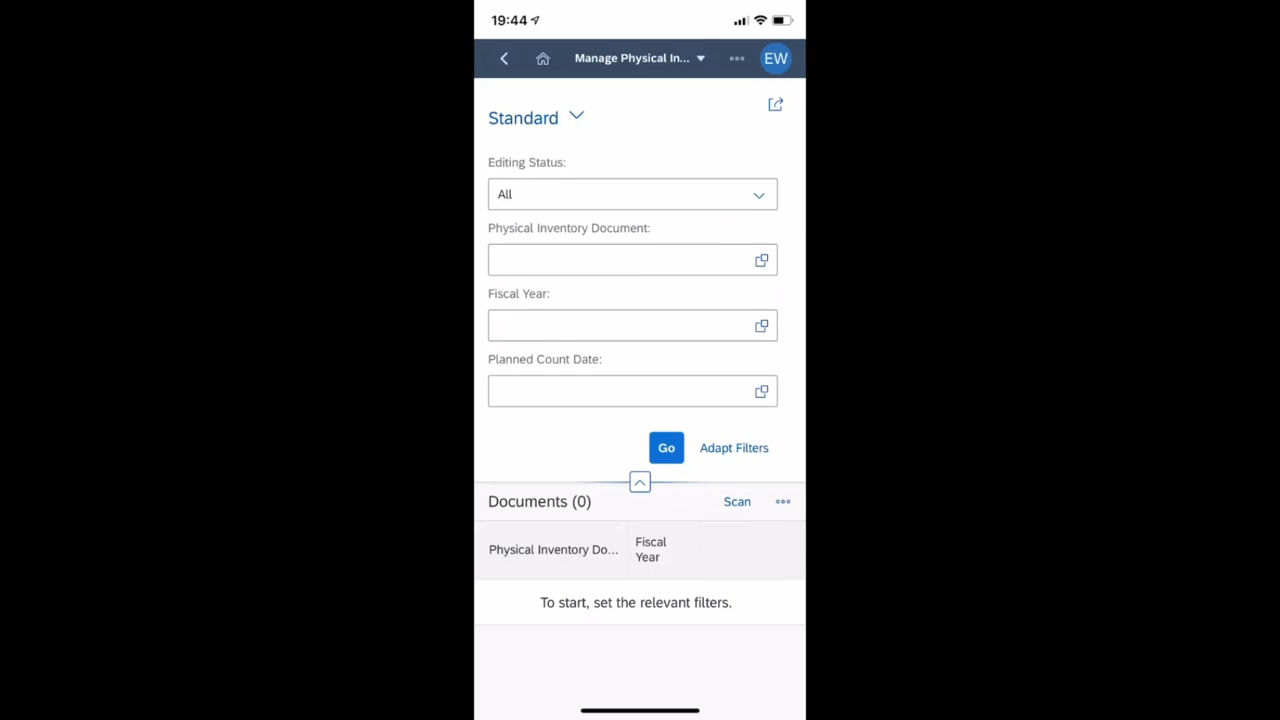 19:44
Manage Physical In...
EW
Standard
Editing Status:
All
Physical Inventory Document:
Fiscal Year:
Planned Count Date:
Go Adapt Filters
Documents (0) Scan
Physical Inventory Do...
Fiscal
Year
To start, set the relevant filters.